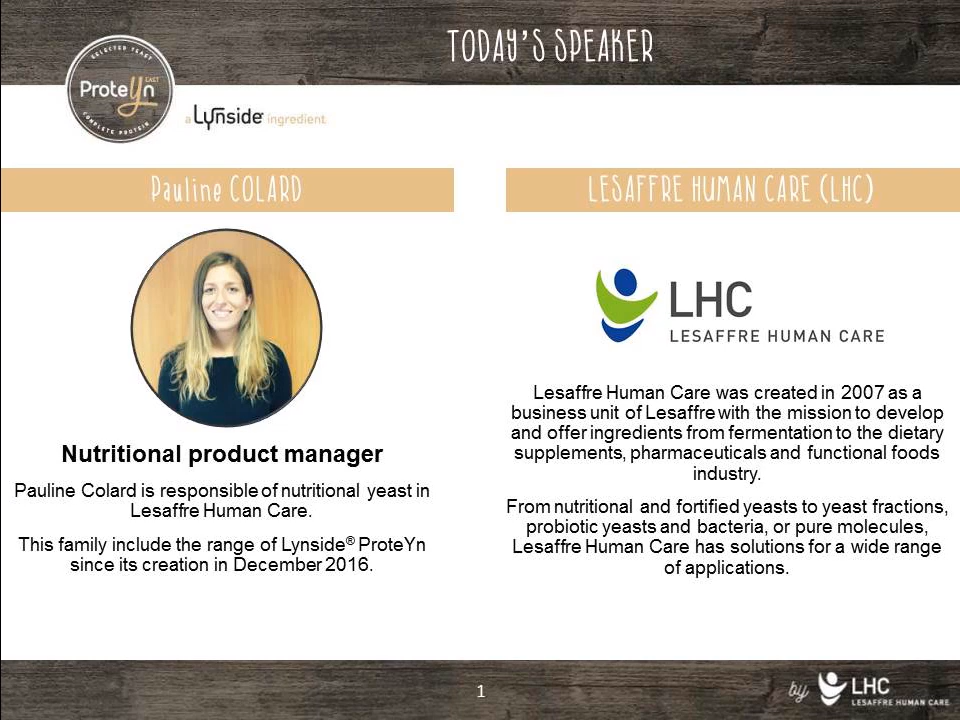 TODAY'S SPEAKER
SELECTED YEAST
ProteYn
EAST
COMPLETE PROTEIN
a Lynside® ingredient
Pauline COLARD
Nutritional product manager
Pauline Colard is responsible of nutritional yeast in
Lesaffre Human Care.
This family include the range of Lynside® ProteYn
since its creation in December 2016.
LESAFFRE HUMAN CARE (LHC)
LHC
LESAFFRE HUMAN CARE
Lesaffre Human Care was created in 2007 as a
business unit of Lesaffre with the mission to develop
and offer ingredients from fermentation to the dietary
supplements, pharmaceuticals and functional foods
industry.
From nutritional and fortified yeasts to yeast fractions,
probiotic yeasts and bacteria, or pure molecules,
Lesaffre Human Care has solutions for a wide range
of applications.
1
by LHC
LESAFFRE HUMAN CARE